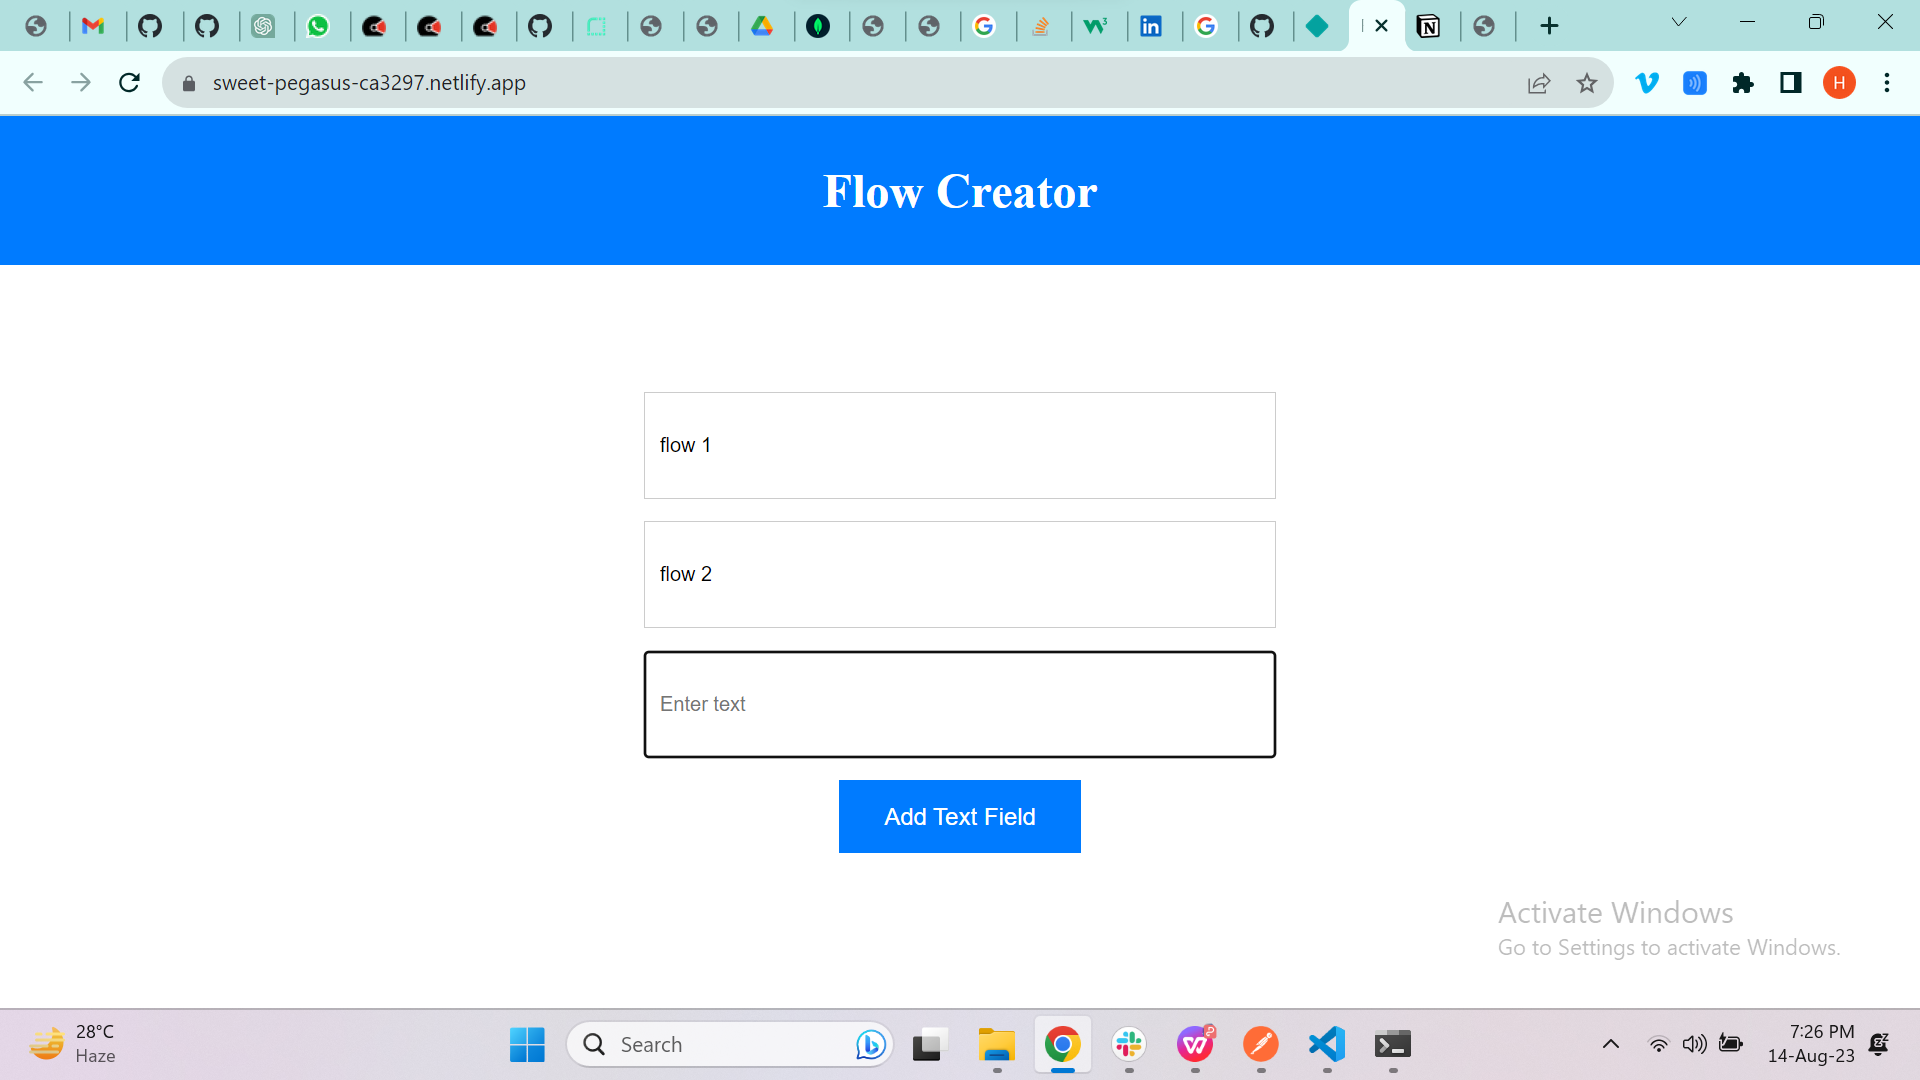 sweet-pegasus-ca3297.netlify.app
H
Flow Creator
flow 1
flow 2
Enter text
Add Text Field
Activate Windows
Go to Settings to activate Windows.
28°C
Haze
Search
7:26 PM
14-Aug-23